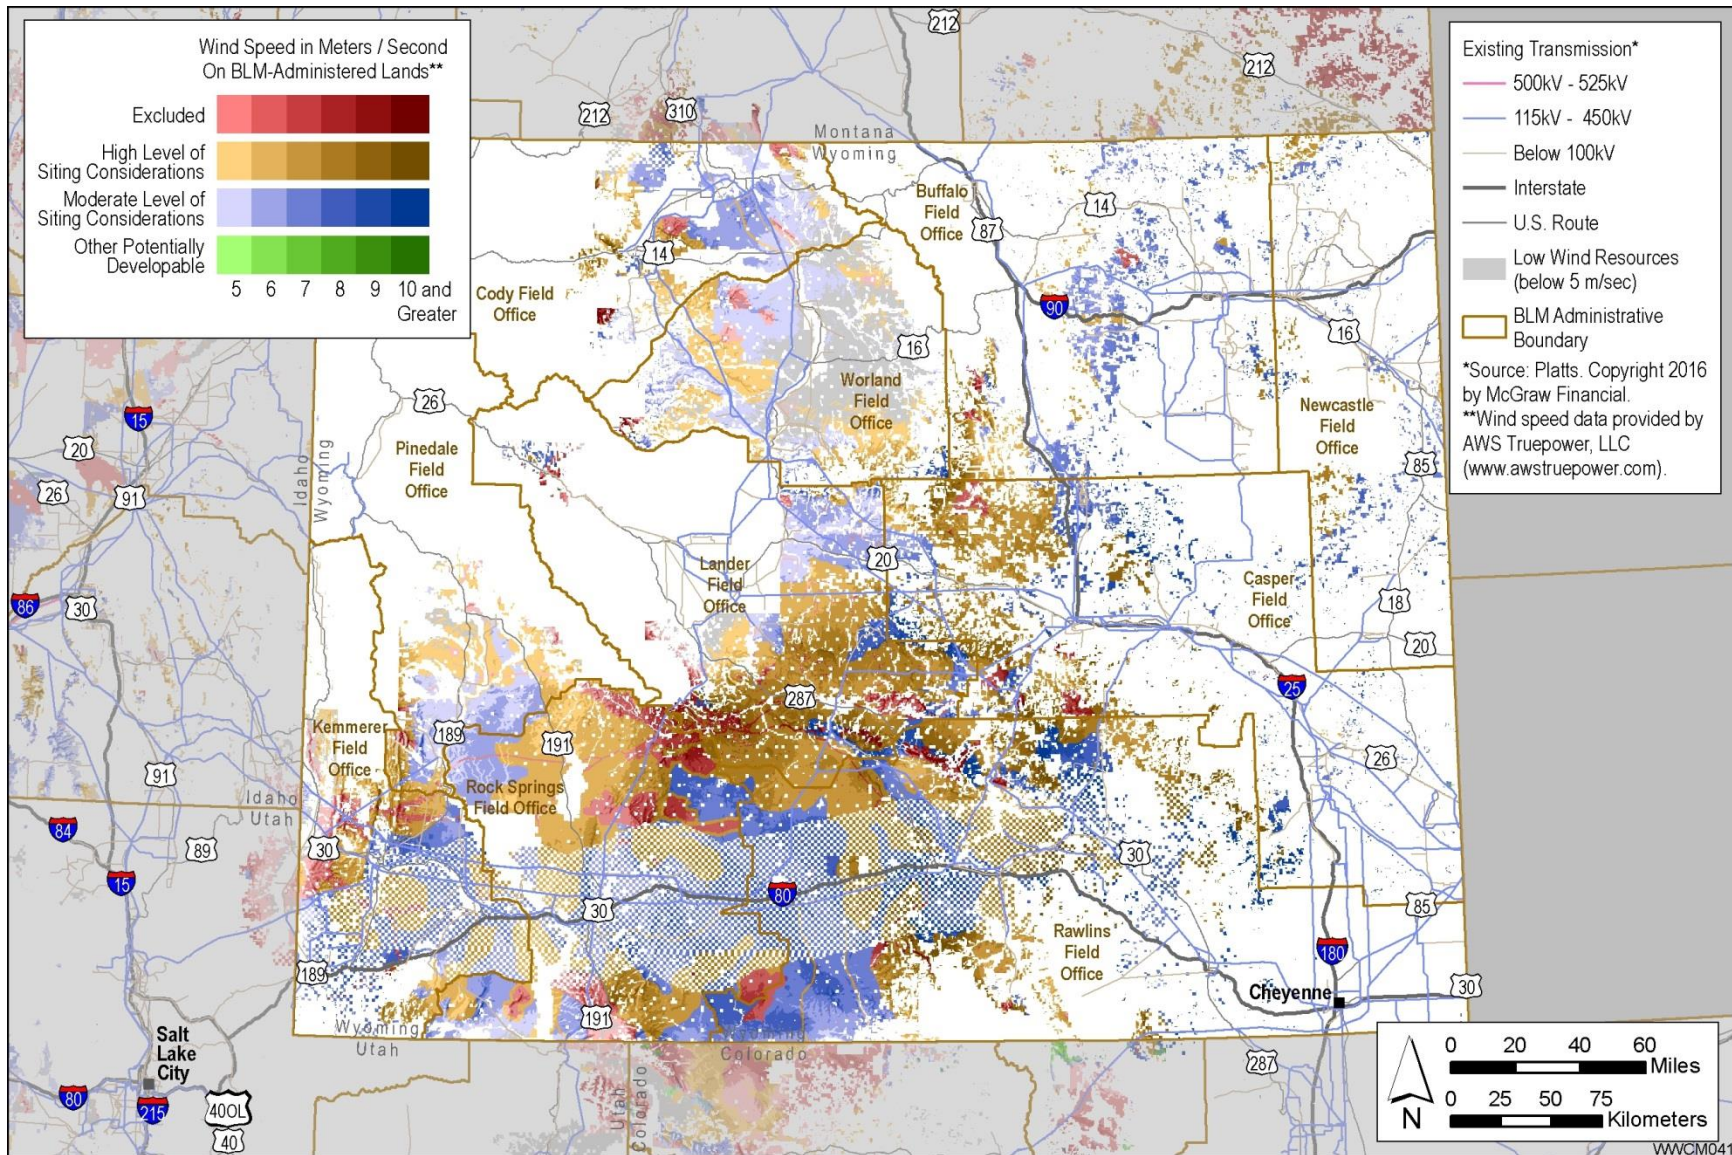 Wind Speed in Meters / Second
On BLM-Administered Lands**
Excluded
High Level of
Siting Considerations
Moderate Level of
Siting Considerations
Other Potentially
Developable
5 6 7 8 9 10 and
Greater
Existing Transmission*
500kV - 525kV
115kV - 450kV
Below 100kV
Interstate
U.S. Route
Low Wind Resources
(below 5 m/sec)
BLM Administrative
Boundary
*Source: Platts. Copyright 2016
by McGraw Financial.
**Wind speed data provided by
AWS Truepower, LLC
(www.awstruepower.com).
212
212
212
310
Montana
Wyoming
Buffalo
Field
Office
14
87
14
Cody Field
Office
90
16
16
Worland
Field
Office
Newcastle
Field
Office
26
15
20
26
91
Idaho
Wyoming
Pinedale
Field
Office
85
20
Lander
Field
Office
Casper
Field
Office
18
20
86
30
287
25
Kemmerer
Field
Office
189
191
26
91
Rock Springs
Field Office
Idaho
Utah
84
89
30
30
15
80
30
85
Rawlins
Field
Office
180
189
30
Cheyenne
191
Wyoming
Utah
Wyoming
Colorado
Salt
Lake
City
80
215
40OL
40
Utah
Colorado
287
N
0 20 40 60
Miles
0 25 50 75
Kilometers
WWCM041